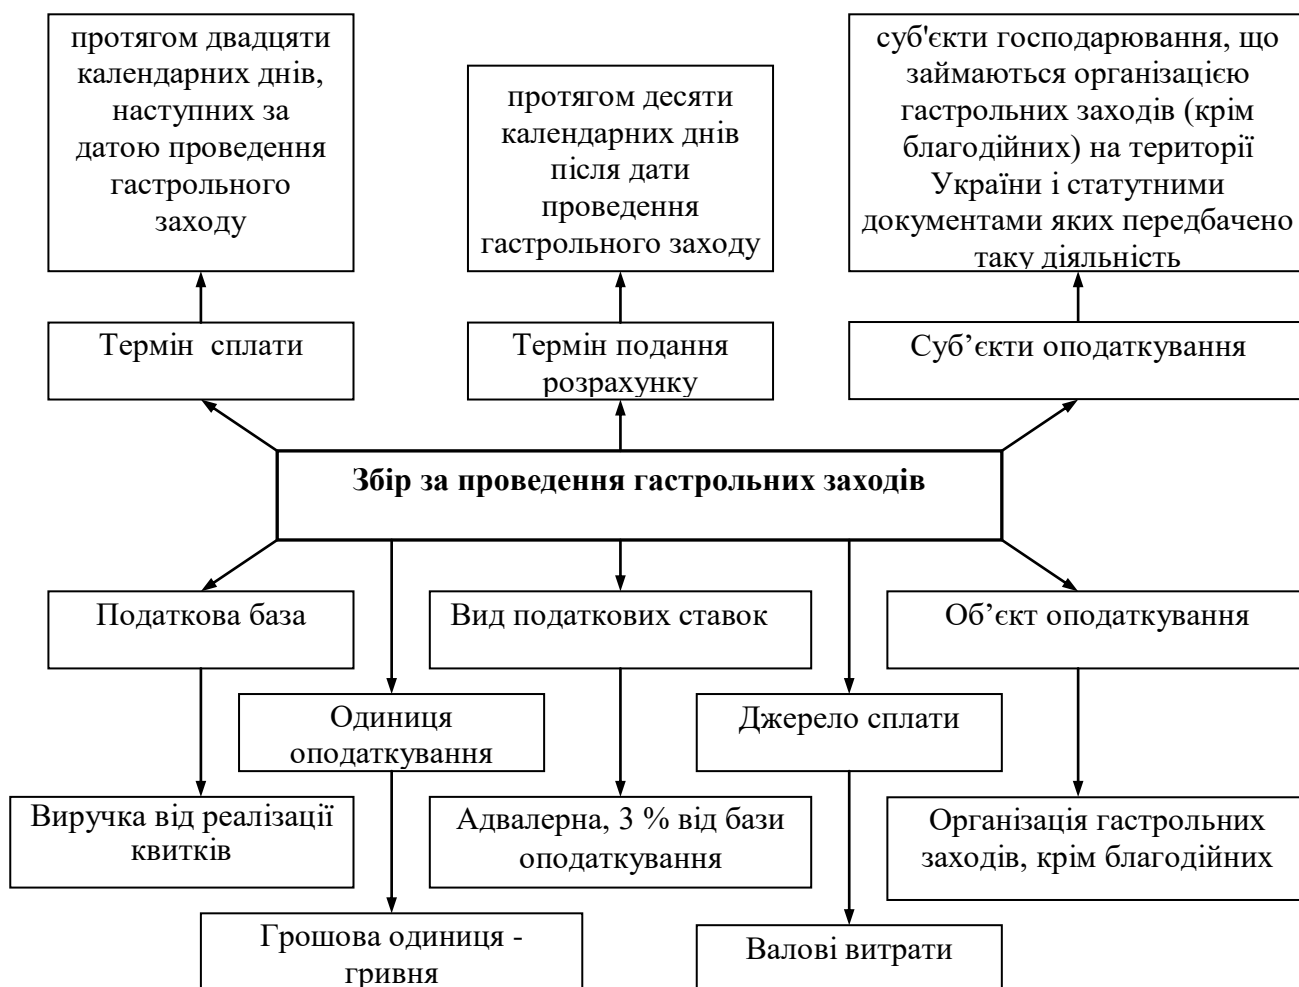 протягом двадцяти
календарних днів,
наступних за
датою проведення
гастрольного
заходу
протягом десяти
календарних днів
після дати
проведення
гастрольного заходу
суб'єкти господарювання, що
займаються організацією
гастрольних заходів (крім
благодійних) на території
України і статутними
документами яких передбачено
таку діяльність
Термін сплати
Термін подання
розрахунку
Суб’єкти оподаткування
Збір за проведення гастрольних заходів
Податкова база
Вид податкових ставок
Об’єкт оподаткування
Одиниця
оподаткування
Джерело сплати
Виручка від реалізації
квитків
Адвалерна, 3 % від бази
оподаткування
Організація гастрольних
заходів, крім благодійних
Грошова одиниця -
гривня
Валові витрати